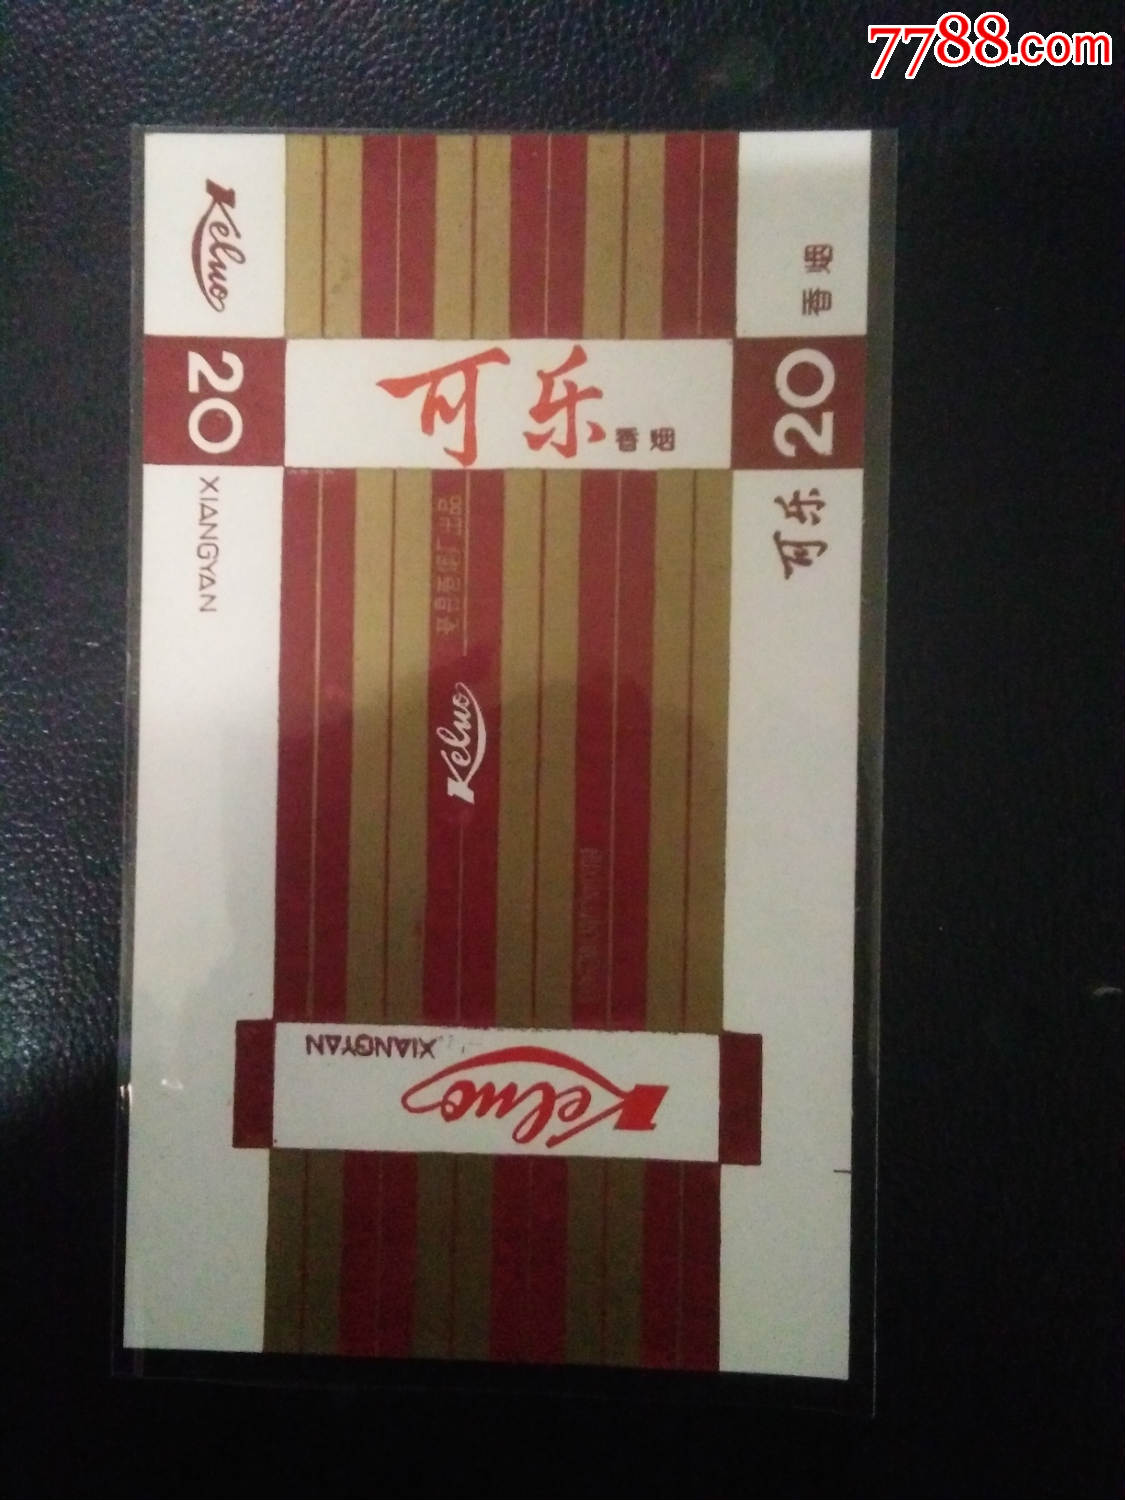 7788.com
Keluo
20
XIANGYAN
香烟
20
可乐
可乐 香烟
Keluo
XIANGYAN
Keluo